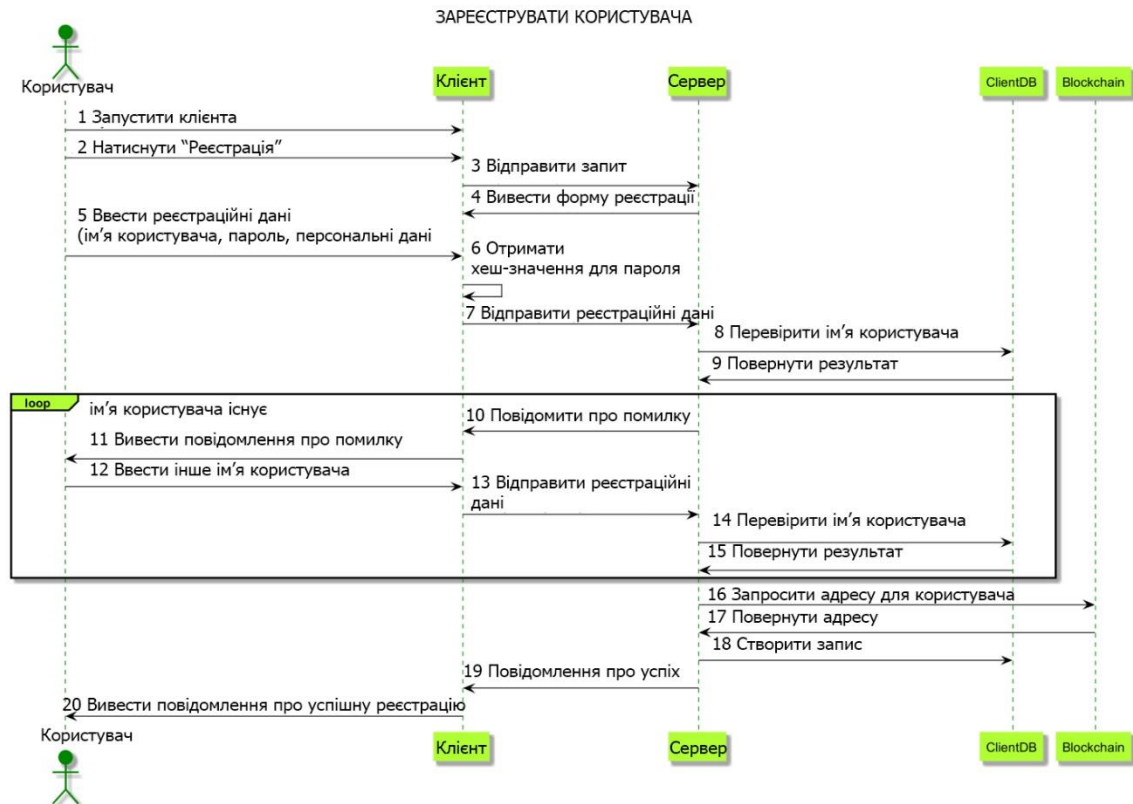 ЗАРЕЄСТРУВАТИ КОРИСТУВАЧА
Користувач
Клієнт
Сервер
ClientDB
Blockchain
1 Запустити клієнта
2 Натиснути “Реєстрація”
3 Відправити запит
4 Вивести форму реєстрації
5 Ввести реєстраційні дані
(ім’я користувача, пароль, персональні дані
6 Отримати
хеш-значення для пароля
7 Відправити реєстраційні дані
8 Перевірити ім’я користувача
9 Повернути результат
loop
ім’я користувача існує
10 Повідомити про помилку
11 Вивести повідомлення про помилку
12 Ввести інше ім’я користувача
13 Відправити реєстраційні
дані
14 Перевірити ім’я користувача
15 Повернути результат
16 Запросити адресу для користувача
17 Повернути адресу
18 Створити запис
19 Повідомлення про успіх
20 Вивести повідомлення про успішну реєстрацію
Користувач
Клієнт
Сервер
ClientDB
Blockchain